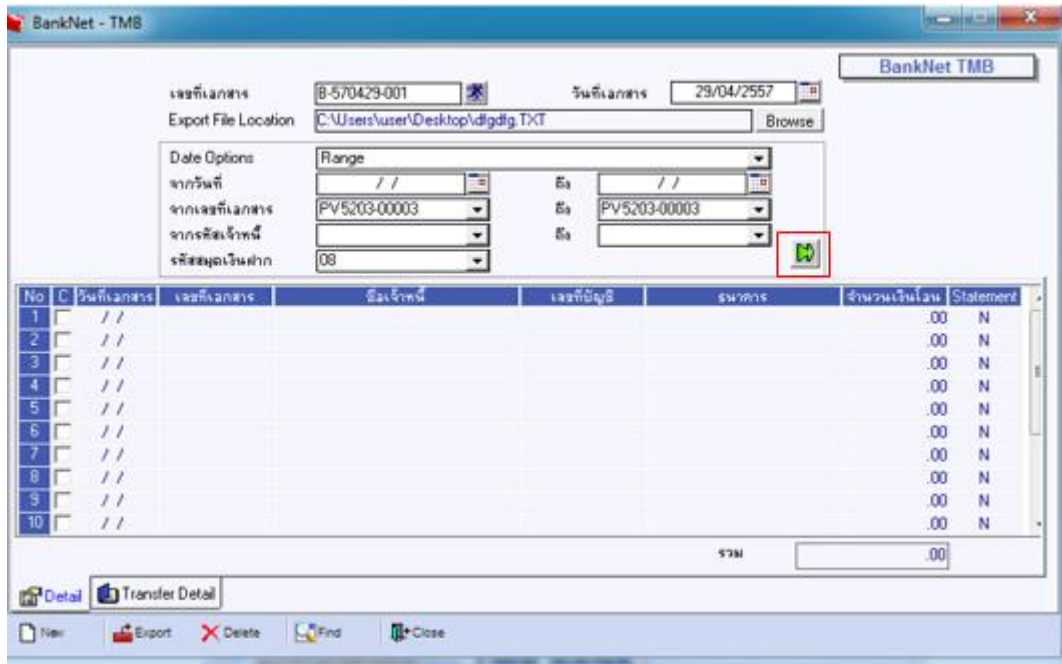 BankNet - TMB
BankNet TMB
เลขที่เอกสาร B-570429-001 วันที่เอกสาร 29/04/2557
Export File Location C:\Users\user\Desktop\dfgdfg.TXT Browse
Date Options Range
จากวันที่ / / ถึง / /
จากเลขที่เอกสาร PV5203-00003 ถึง PV5203-00003
จากรหัสเจ้าหนี้ ถึง
รหัสสมุดเงินฝาก 08
No C วันที่เอกสาร เลขที่เอกสาร ชื่อเจ้าหนี้ เลขที่บัญชี ธนาคาร จำนวนเงินโอน Statement
1 / / .00 N
2 / / .00 N
3 / / .00 N
4 / / .00 N
5 / / .00 N
6 / / .00 N
7 / / .00 N
8 / / .00 N
9 / / .00 N
10 / / .00 N
รวม .00
Detail Transfer Detail
New Export Delete Find Close